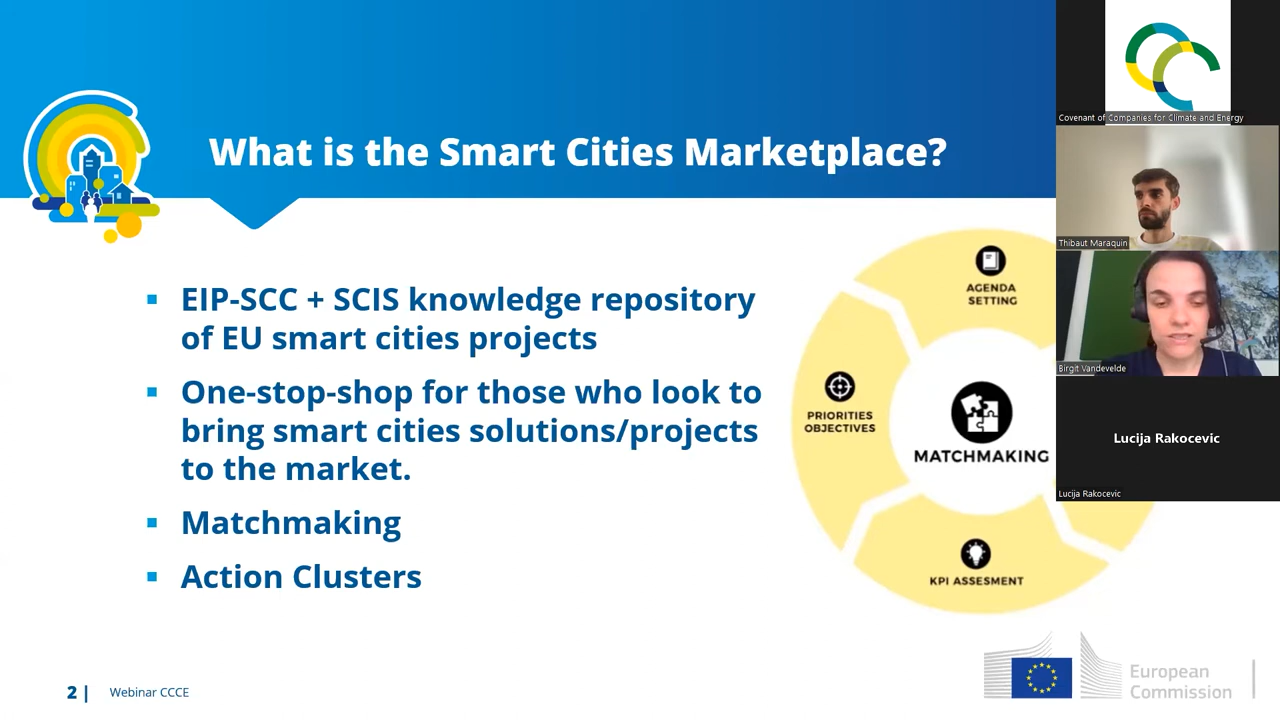 What is the Smart Cities Marketplace?
EIP-SCC + SCIS knowledge repository
of EU smart cities projects
One-stop-shop for those who look to
bring smart cities solutions/projects
to the market.
Matchmaking
Action Clusters
AGENDA
SETTING
PRIORITIES
OBJECTIVES
MATCHMAKING
KPI ASSESMENT
Covenant of Companies for Climate and Energy
Thibaut Maraquin
Birgit Vandevelde
Lucija Rakocevic
Lucija Rakocevic
2 | Webinar CCCE
European
Commission